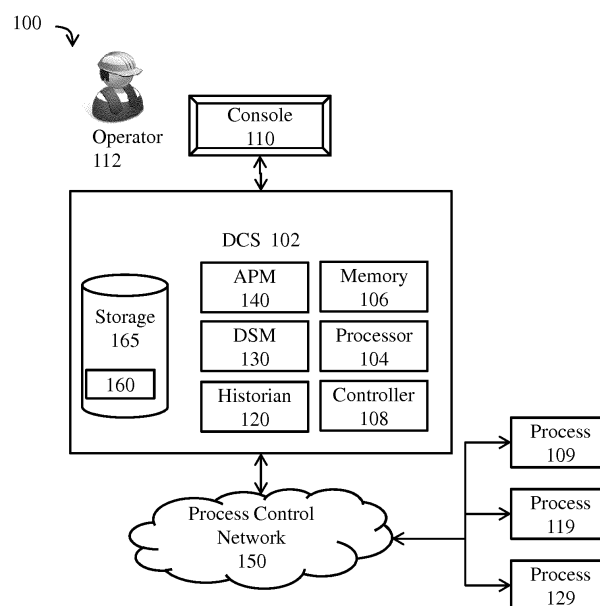 100
Operator
112
Console
110
DCS 102
Storage
165
160
APM
140
Memory
106
DSM
130
Processor
104
Historian
120
Controller
108
Process Control
Network
150
Process
109
Process
119
Process
129